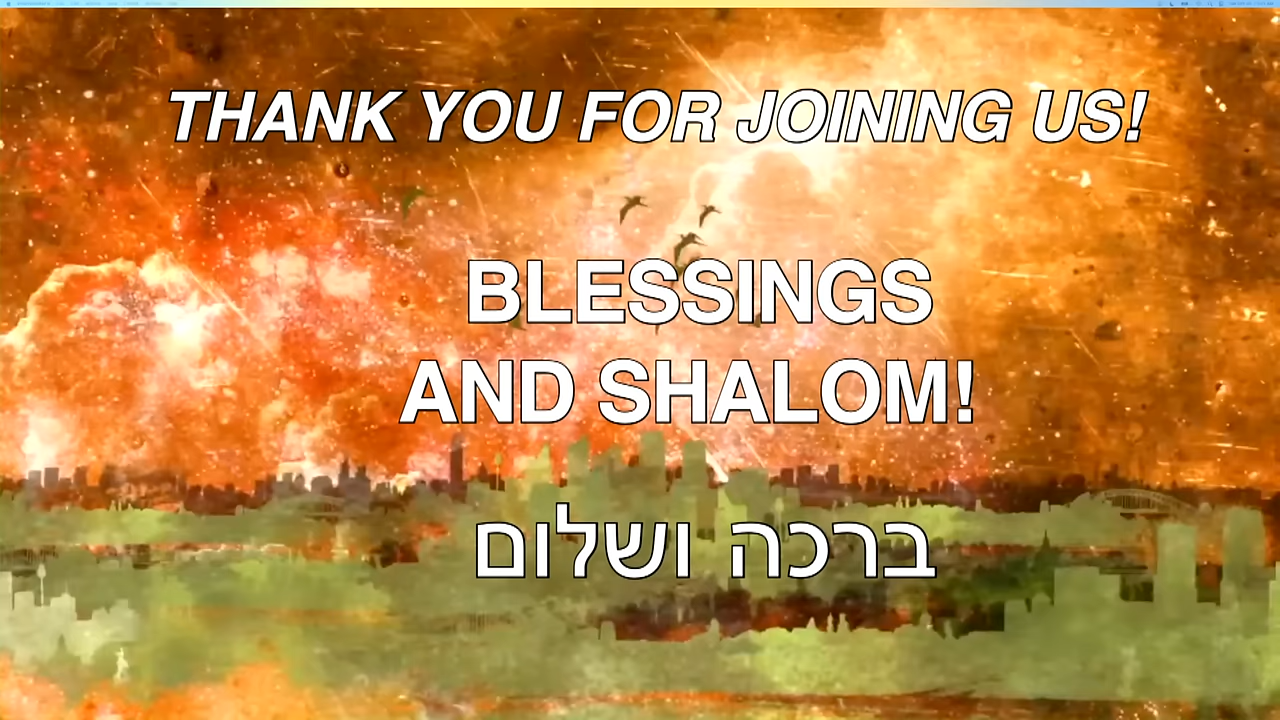 THANK YOU FOR JOINING US!
BLESSINGS
AND SHALOM!
ברכה ושלום